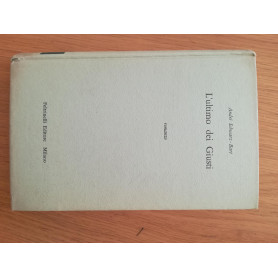 André Schwarz-Bart
L'ultimo dei Giusti
romanzo
Feltrinelli Editore Milano